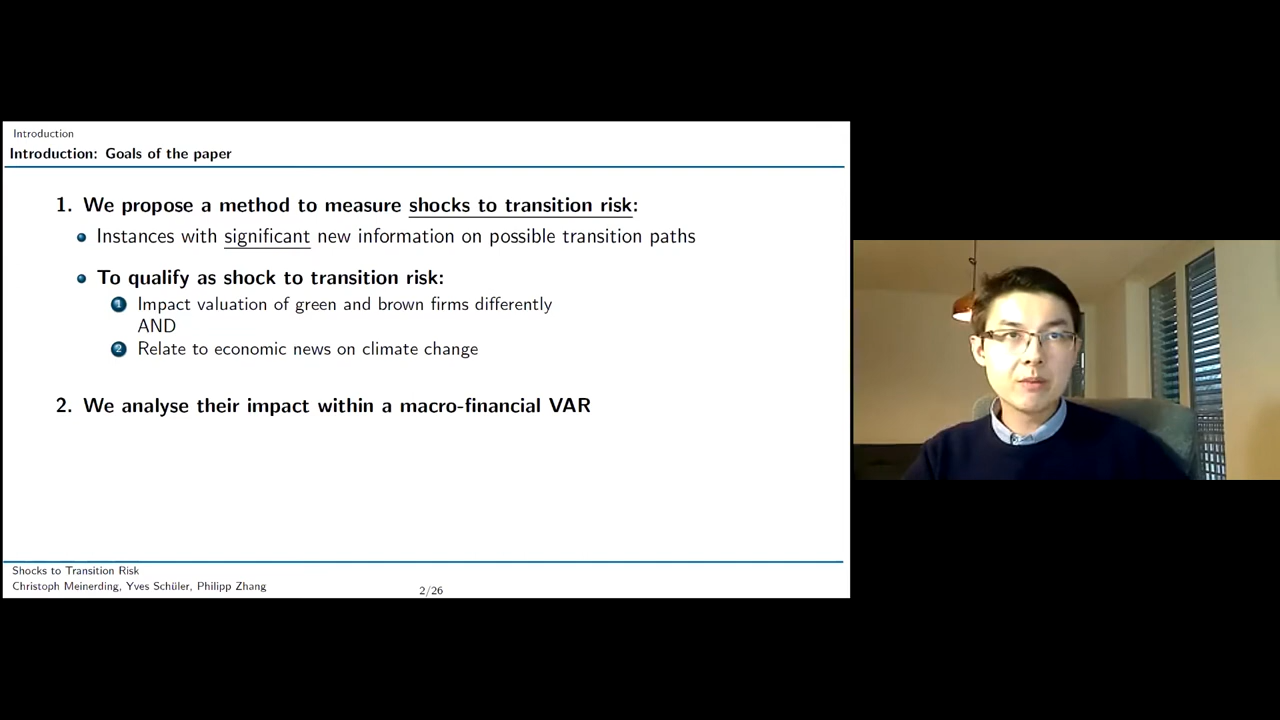 Introduction
Introduction: Goals of the paper
1. We propose a method to measure shocks to transition risk:
Instances with significant new information on possible transition paths
To qualify as shock to transition risk:
1 Impact valuation of green and brown firms differently
AND
2 Relate to economic news on climate change
2. We analyse their impact within a macro-financial VAR
Shocks to Transition Risk
Christoph Meinerding, Yves Schüler, Philipp Zhang
2/26